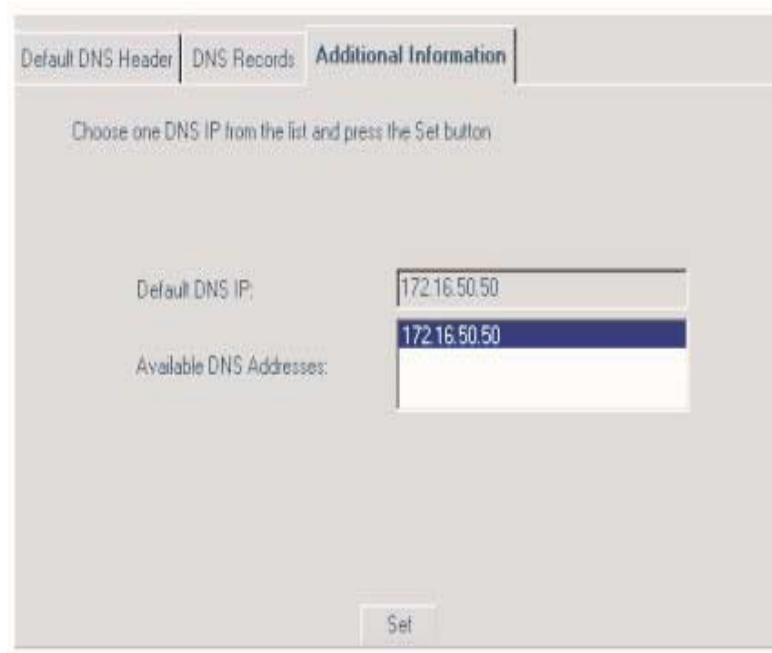 Default DNS Header DNS Records Additional Information
Choose one DNS IP from the list and press the Set button
Default DNS IP: 172.16.50.50
172.16.50.50
Available DNS Addresses:
Set